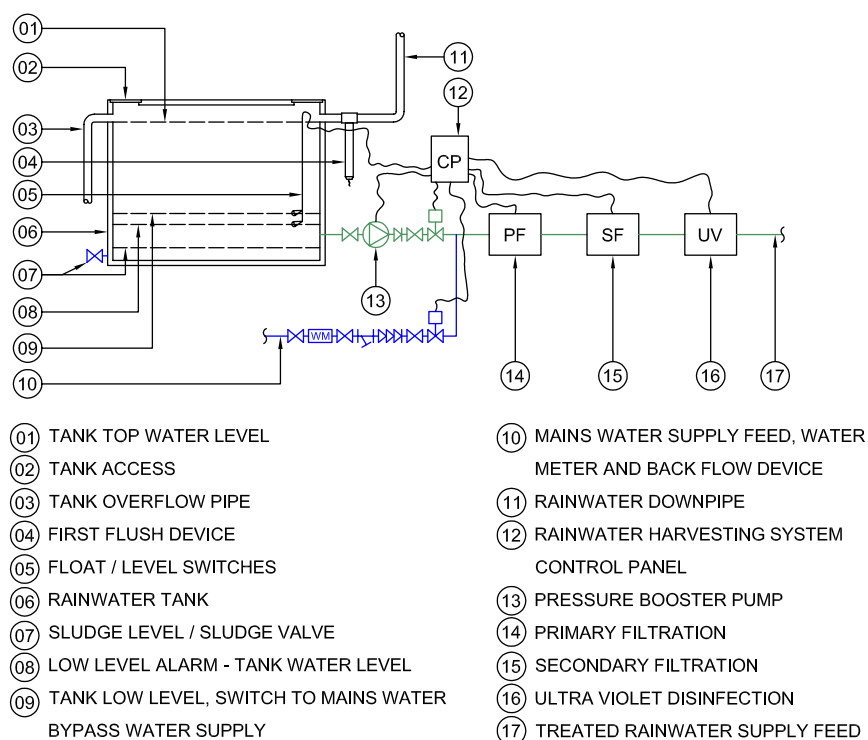 01
02
03
04
05
06
07
08
09
10
11
12
CP
PF
SF
UV
WM
13
14
15
16
17
01 TANK TOP WATER LEVEL
02 TANK ACCESS
03 TANK OVERFLOW PIPE
04 FIRST FLUSH DEVICE
05 FLOAT / LEVEL SWITCHES
06 RAINWATER TANK
07 SLUDGE LEVEL / SLUDGE VALVE
08 LOW LEVEL ALARM - TANK WATER LEVEL
09 TANK LOW LEVEL, SWITCH TO MAINS WATER
BYPASS WATER SUPPLY
10 MAINS WATER SUPPLY FEED, WATER
METER AND BACK FLOW DEVICE
11 RAINWATER DOWNPIPE
12 RAINWATER HARVESTING SYSTEM
CONTROL PANEL
13 PRESSURE BOOSTER PUMP
14 PRIMARY FILTRATION
15 SECONDARY FILTRATION
16 ULTRA VIOLET DISINFECTION
17 TREATED RAINWATER SUPPLY FEED